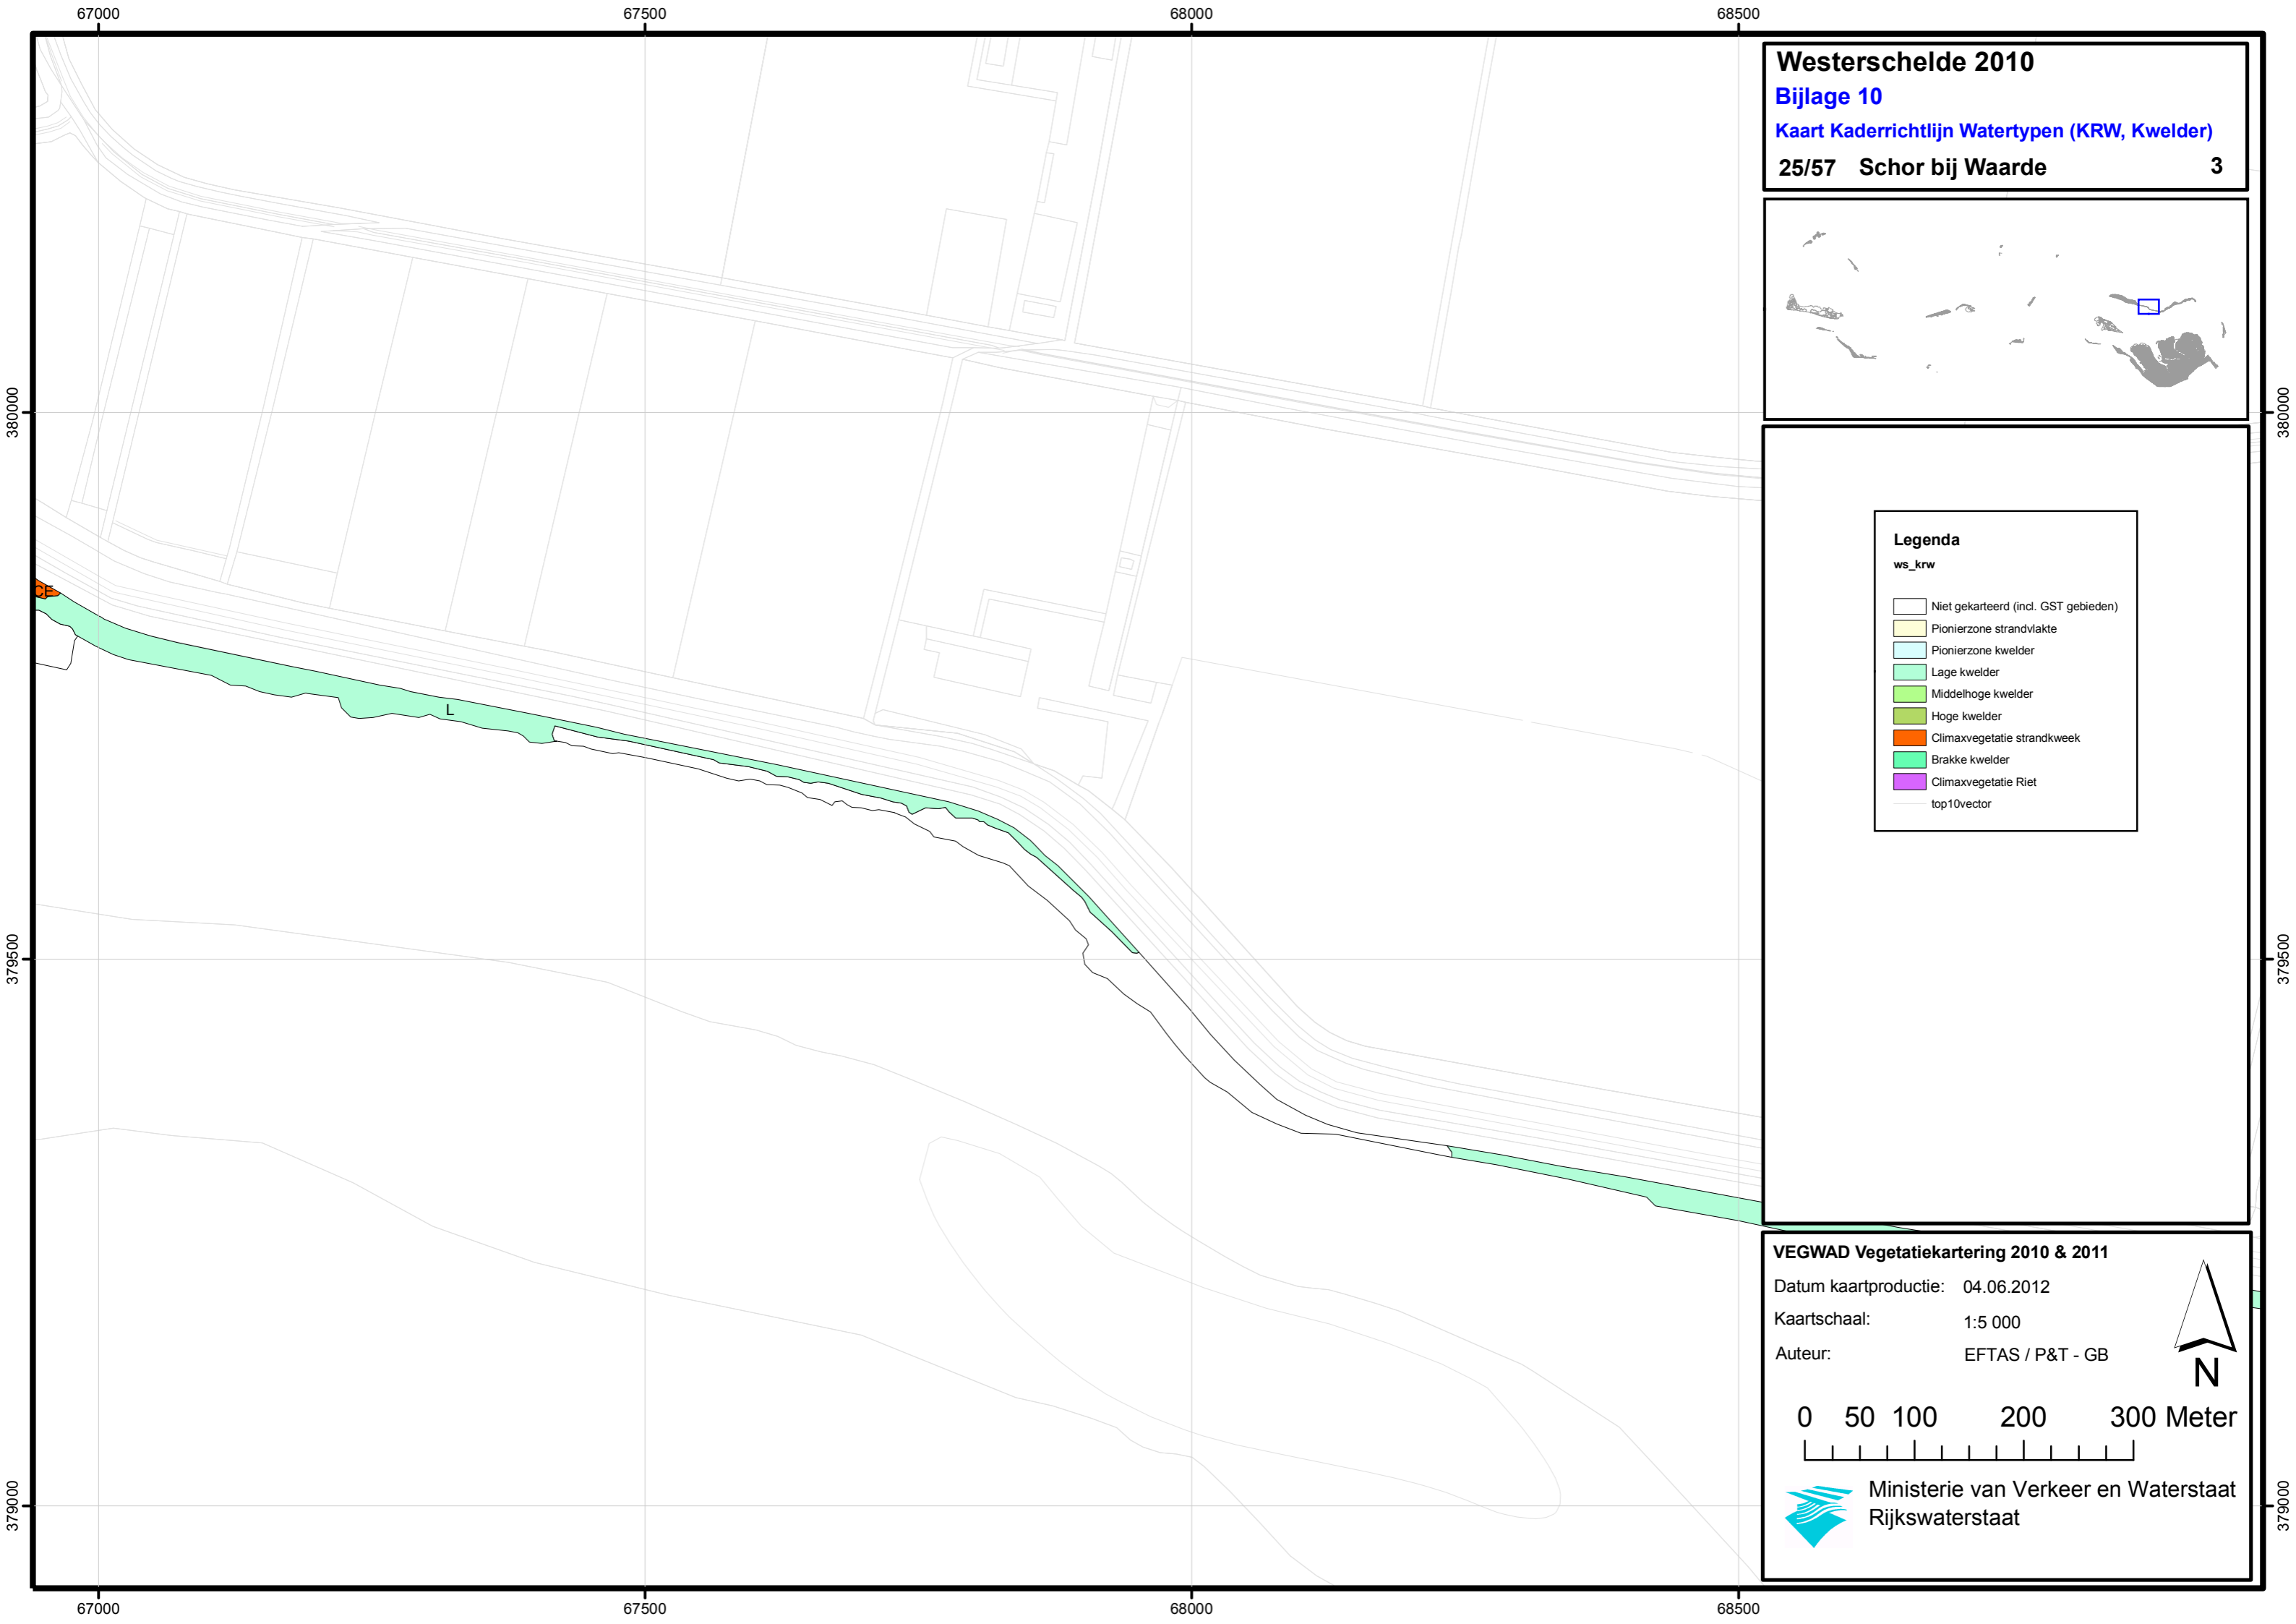 67000 67500 68000 68500
Westerschelde 2010
Bijlage 10
Kaart Kaderrichtlijn Watertypen (KRW, Kwelder)
25/57 Schor bij Waarde 3
380000 380000
Legenda
ws_krw
Niet gekarteerd (incl. GST gebieden)
Pionierzone strandvlakte
Pionierzone kwelder
Lage kwelder
Middelhoge kwelder
Hoge kwelder
Climaxvegetatie strandkweek
Brakke kwelder
Climaxvegetatie Riet
top10vector
CE
L
379500 379500
VEGWAD Vegetatiekartering 2010 & 2011
Datum kaartproductie: 04.06.2012
Kaartschaal: 1:5 000
Auteur: EFTAS / P&T - GB
N
0 50 100 200 300 Meter
Ministerie van Verkeer en Waterstaat
Rijkswaterstaat
379000 379000
67000 67500 68000 68500